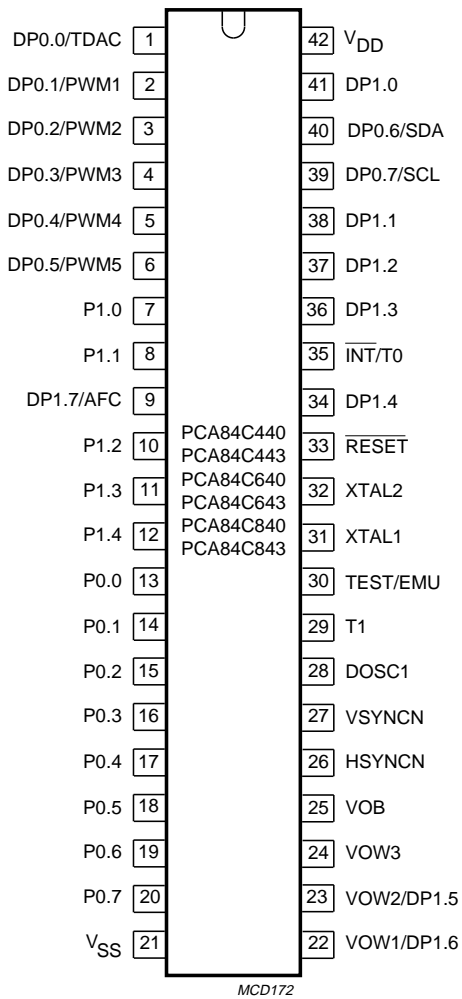 DP0.0/TDAC 1 42 VDD
DP0.1/PWM1 2 41 DP1.0
DP0.2/PWM2 3 40 DP0.6/SDA
DP0.3/PWM3 4 39 DP0.7/SCL
DP0.4/PWM4 5 38 DP1.1
DP0.5/PWM5 6 37 DP1.2
P1.0 7 36 DP1.3
P1.1 8 35 INT/T0
DP1.7/AFC 9 34 DP1.4
P1.2 10 PCA84C440 33 RESET
PCA84C443
P1.3 11 PCA84C640 32 XTAL2
PCA84C643
P1.4 12 PCA84C840 31 XTAL1
PCA84C843
P0.0 13 30 TEST/EMU
P0.1 14 29 T1
P0.2 15 28 DOSC1
P0.3 16 27 VSYNCN
P0.4 17 26 HSYNCN
P0.5 18 25 VOB
P0.6 19 24 VOW3
P0.7 20 23 VOW2/DP1.5
VSS 21 22 VOW1/DP1.6
MCD172